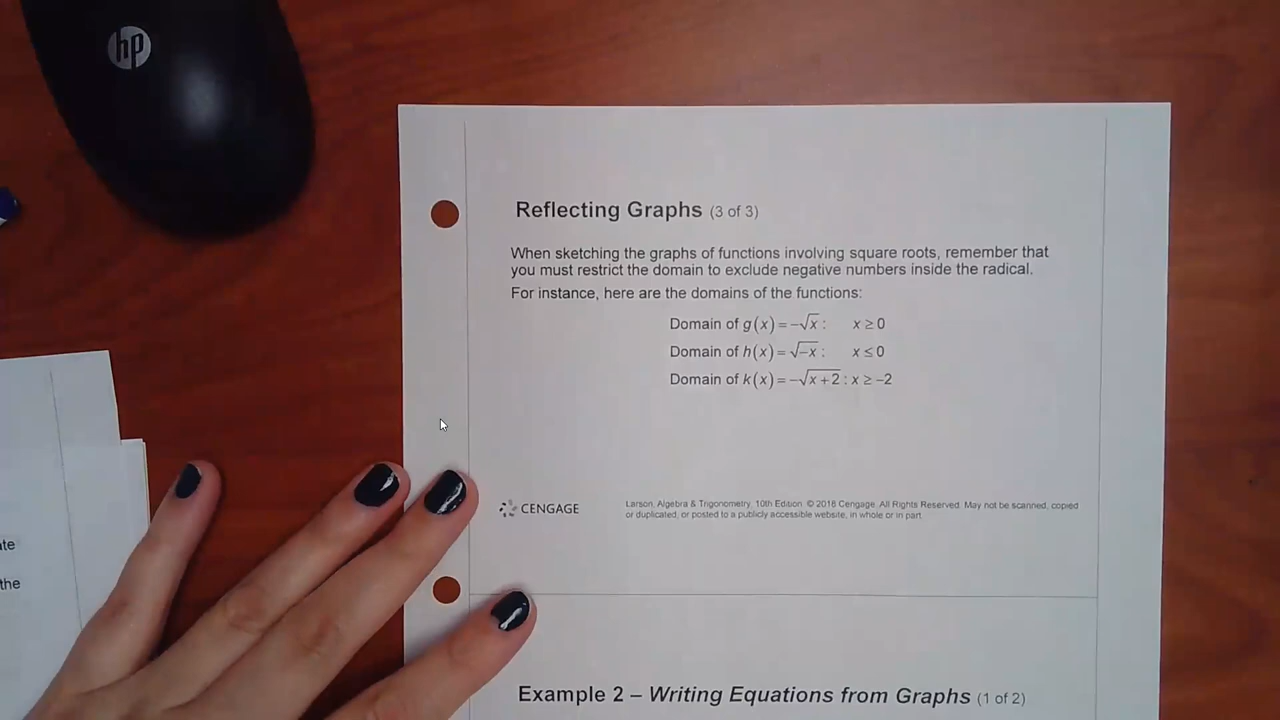 hp
Reflecting Graphs (3 of 3)
When sketching the graphs of functions involving square roots, remember that
you must restrict the domain to exclude negative numbers inside the radical.
For instance, here are the domains of the functions:
Domain of g(x) = −√x : x ≥ 0
Domain of h(x) = √−x : x ≤ 0
Domain of k(x) = −√x+2 : x ≥ −2
CENGAGE
Larson, Algebra & Trigonometry, 10th Edition. © 2018 Cengage. All Rights Reserved. May not be scanned, copied
or duplicated, or posted to a publicly accessible website, in whole or in part.
the
Example 2 – Writing Equations from Graphs (1 of 2)